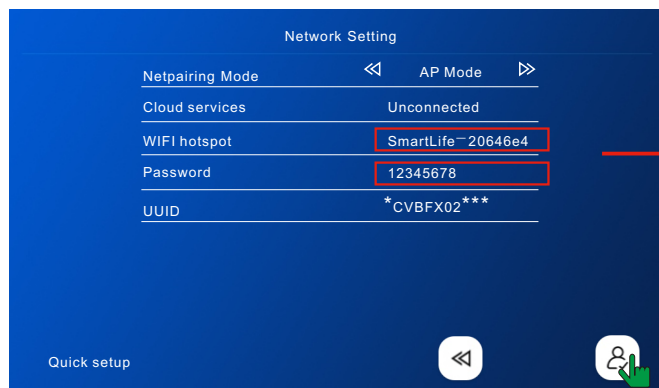 Network Setting
Netpairing Mode AP Mode
Cloud services Unconnected
WIFI hotspot SmartLife－20646e4
Password 12345678
UUID *CVBFX02***
Quick setup